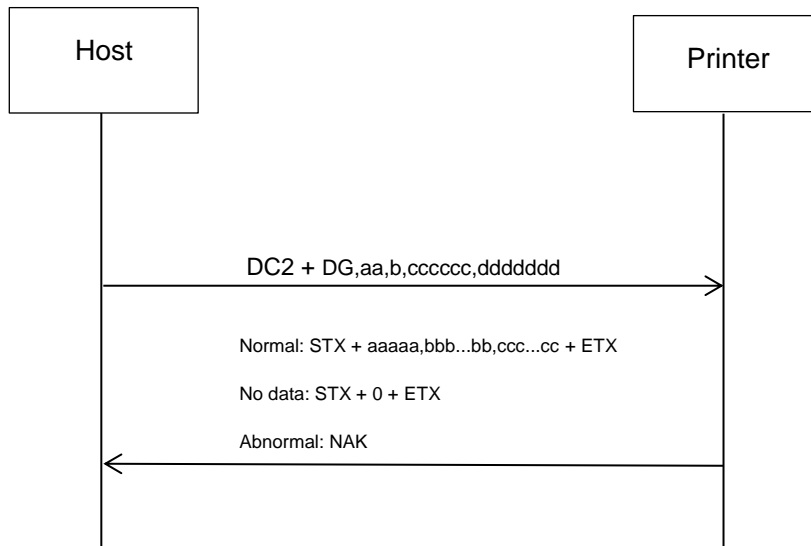 Host
Printer
DC2 + DG,aa,b,cccccc,ddddddd
Normal: STX + aaaaa,bbb...bb,ccc...cc + ETX
No data: STX + 0 + ETX
Abnormal: NAK